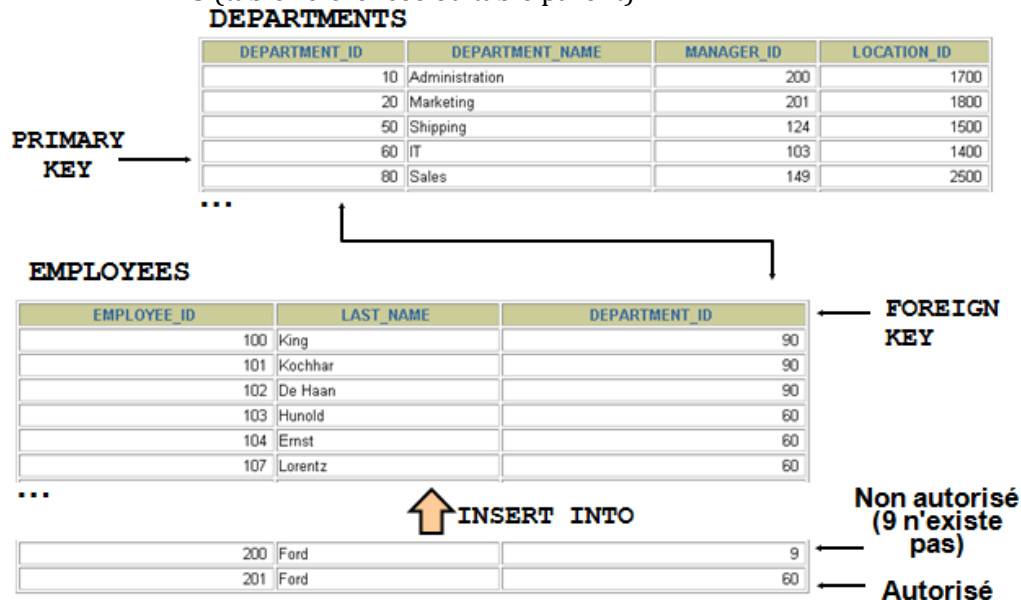 DEPARTMENTS
DEPARTMENT_ID DEPARTMENT_NAME MANAGER_ID LOCATION_ID
10 Administration 200 1700
20 Marketing 201 1800
50 Shipping 124 1500
60 IT 103 1400
80 Sales 149 2500
...
PRIMARY
KEY
EMPLOYEES
EMPLOYEE_ID LAST_NAME DEPARTMENT_ID
100 King 90
101 Kochhar 90
102 De Haan 90
103 Hunold 60
104 Ernst 60
107 Lorentz 60
...
FOREIGN
KEY
INSERT INTO
200 Ford 9
201 Ford 60
Non autorisé
(9 n'existe
pas)
Autorisé